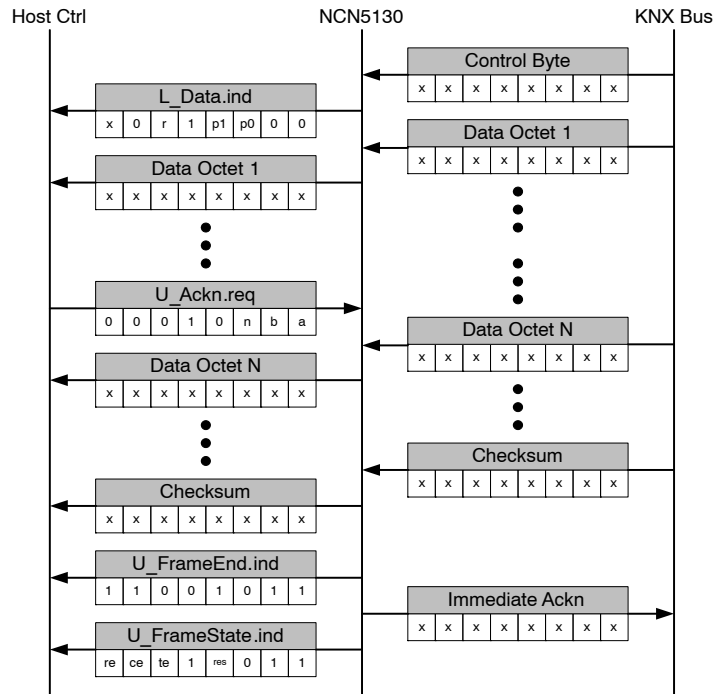 Host Ctrl NCN5130 KNX Bus
Control Byte
x x x x x x x x
L_Data.ind
x 0 r 1 p1 p0 0 0
Data Octet 1
x x x x x x x x
Data Octet 1
x x x x x x x x
U_Ackn.req
0 0 0 1 0 n b a
Data Octet N
x x x x x x x x
Data Octet N
x x x x x x x x
Checksum
x x x x x x x x
Checksum
x x x x x x x x
U_FrameEnd.ind
1 1 0 0 1 0 1 1
Immediate Ackn
x x x x x x x x
U_FrameState.ind
re ce te 1 res 0 1 1